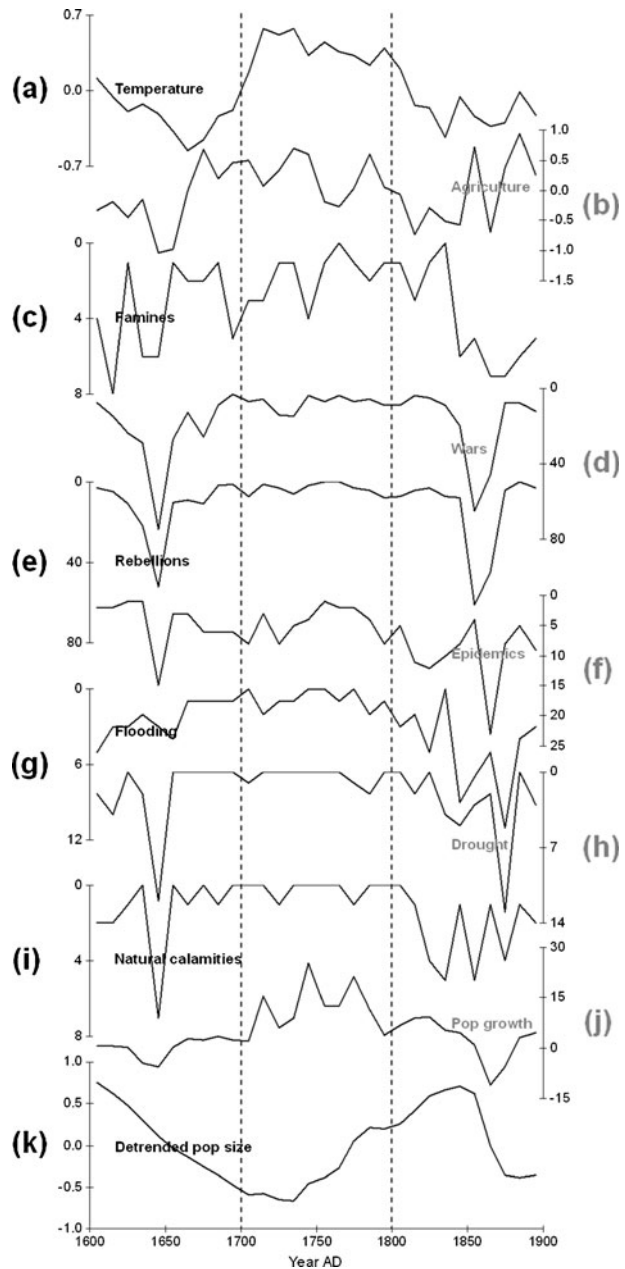 0.7
(a)
Temperature
0.0
-0.7
1.0
0.5
Agriculture
0.0
(b)
-0.5
-1.0
-1.5
0
(c)
4
Famines
8
0
Wars
(d)
40
80
0
(e)
40
Rebellions
80
0
5
Epidemics
10
(f)
15
20
25
0
Flooding
(g)
6
12
0
Drought
7
(h)
14
0
(i)
4
Natural calamities
8
30
15
Pop growth
(j)
0
-15
1.0
0.5
(k)
0.0
Detrended pop size
-0.5
-1.0
1600 1650 1700 1750 1800 1850 1900
Year AD